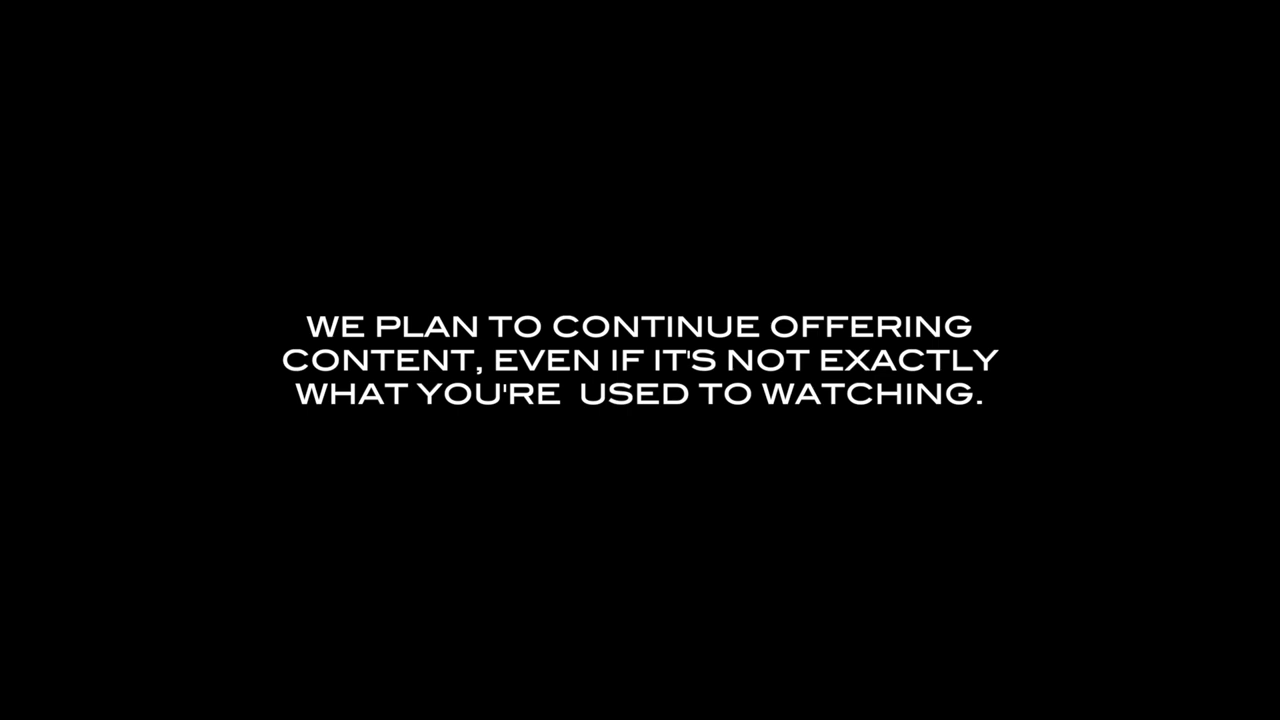 WE PLAN TO CONTINUE OFFERING
CONTENT, EVEN IF IT'S NOT EXACTLY
WHAT YOU'RE  USED TO WATCHING.